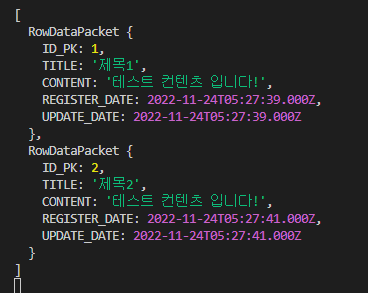 [
RowDataPacket {
ID_PK: 1,
TITLE: '제목1',
CONTENT: '테스트 컨텐츠 입니다!',
REGISTER_DATE: 2022-11-24T05:27:39.000Z,
UPDATE_DATE: 2022-11-24T05:27:39.000Z
},
RowDataPacket {
ID_PK: 2,
TITLE: '제목2',
CONTENT: '테스트 컨텐츠 입니다!',
REGISTER_DATE: 2022-11-24T05:27:41.000Z,
UPDATE_DATE: 2022-11-24T05:27:41.000Z
}
]